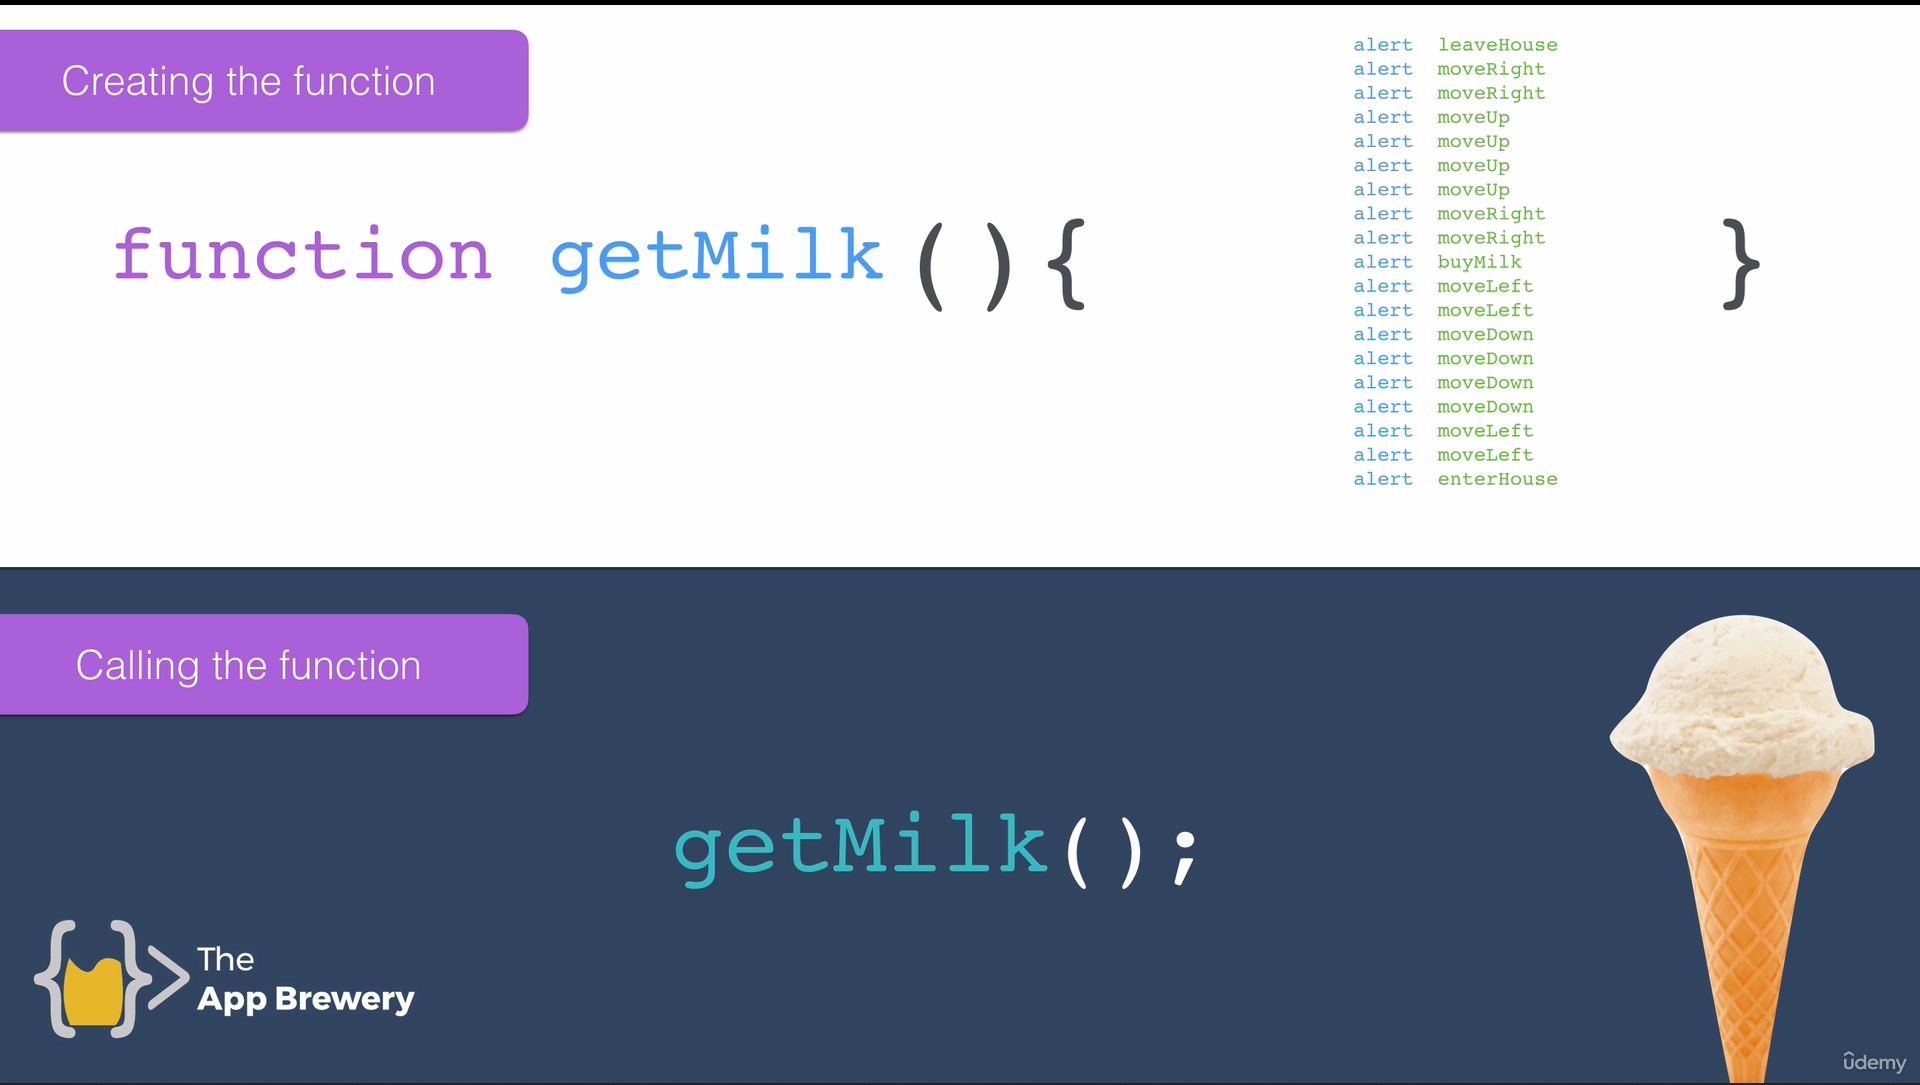 Creating the function
function getMilk(){
alert leaveHouse
alert moveRight
alert moveRight
alert moveUp
alert moveUp
alert moveUp
alert moveUp
alert moveRight
alert moveRight
alert buyMilk
alert moveLeft
alert moveLeft
alert moveDown
alert moveDown
alert moveDown
alert moveDown
alert moveLeft
alert moveLeft
alert enterHouse
}
Calling the function
getMilk();
The
App Brewery
udemy